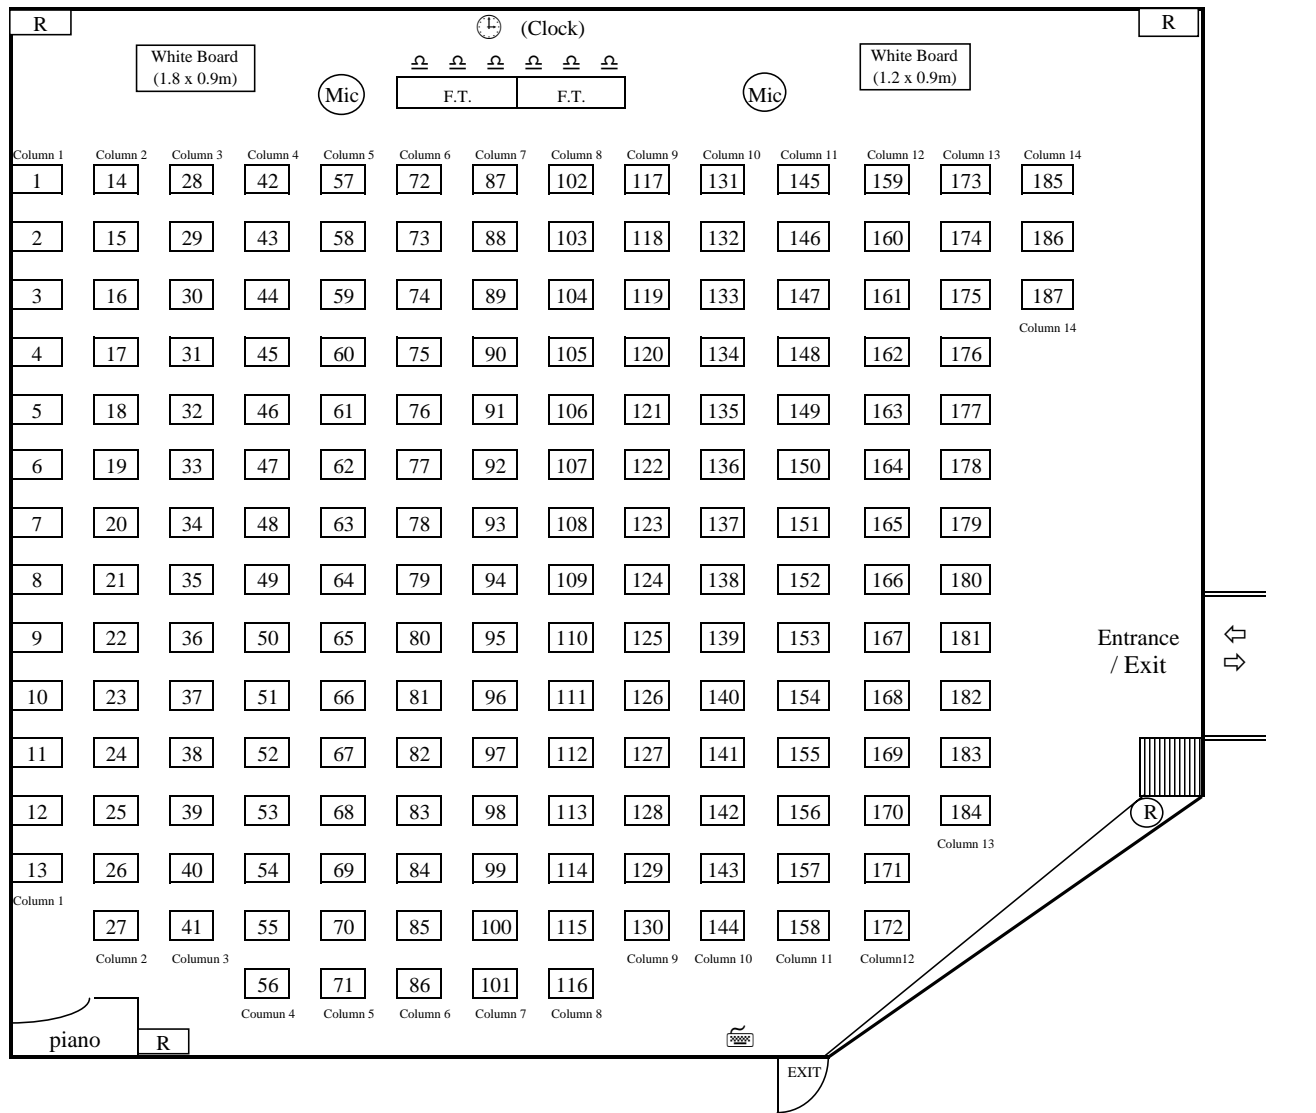 R R
(Clock)
White Board
(1.8 x 0.9m)
White Board
(1.2 x 0.9m)
Mic F.T. F.T. Mic
Column 1 Column 2 Column 3 Column 4 Column 5 Column 6 Column 7 Column 8 Column 9 Column 10 Column 11 Column 12 Column 13 Column 14
1 14 28 42 57 72 87 102 117 131 145 159 173 185
2 15 29 43 58 73 88 103 118 132 146 160 174 186
3 16 30 44 59 74 89 104 119 133 147 161 175 187
Column 14
4 17 31 45 60 75 90 105 120 134 148 162 176
5 18 32 46 61 76 91 106 121 135 149 163 177
6 19 33 47 62 77 92 107 122 136 150 164 178
7 20 34 48 63 78 93 108 123 137 151 165 179
8 21 35 49 64 79 94 109 124 138 152 166 180
9 22 36 50 65 80 95 110 125 139 153 167 181
Entrance
/ Exit
10 23 37 51 66 81 96 111 126 140 154 168 182
11 24 38 52 67 82 97 112 127 141 155 169 183
12 25 39 53 68 83 98 113 128 142 156 170 184 R
Column 13
13 26 40 54 69 84 99 114 129 143 157 171
Column 1
27 41 55 70 85 100 115 130 144 158 172
Column 2 Columun 3 Column 9 Column 10 Column 11 Column12
56 71 86 101 116
Coumun 4 Column 5 Column 6 Column 7 Column 8
piano R
EXIT